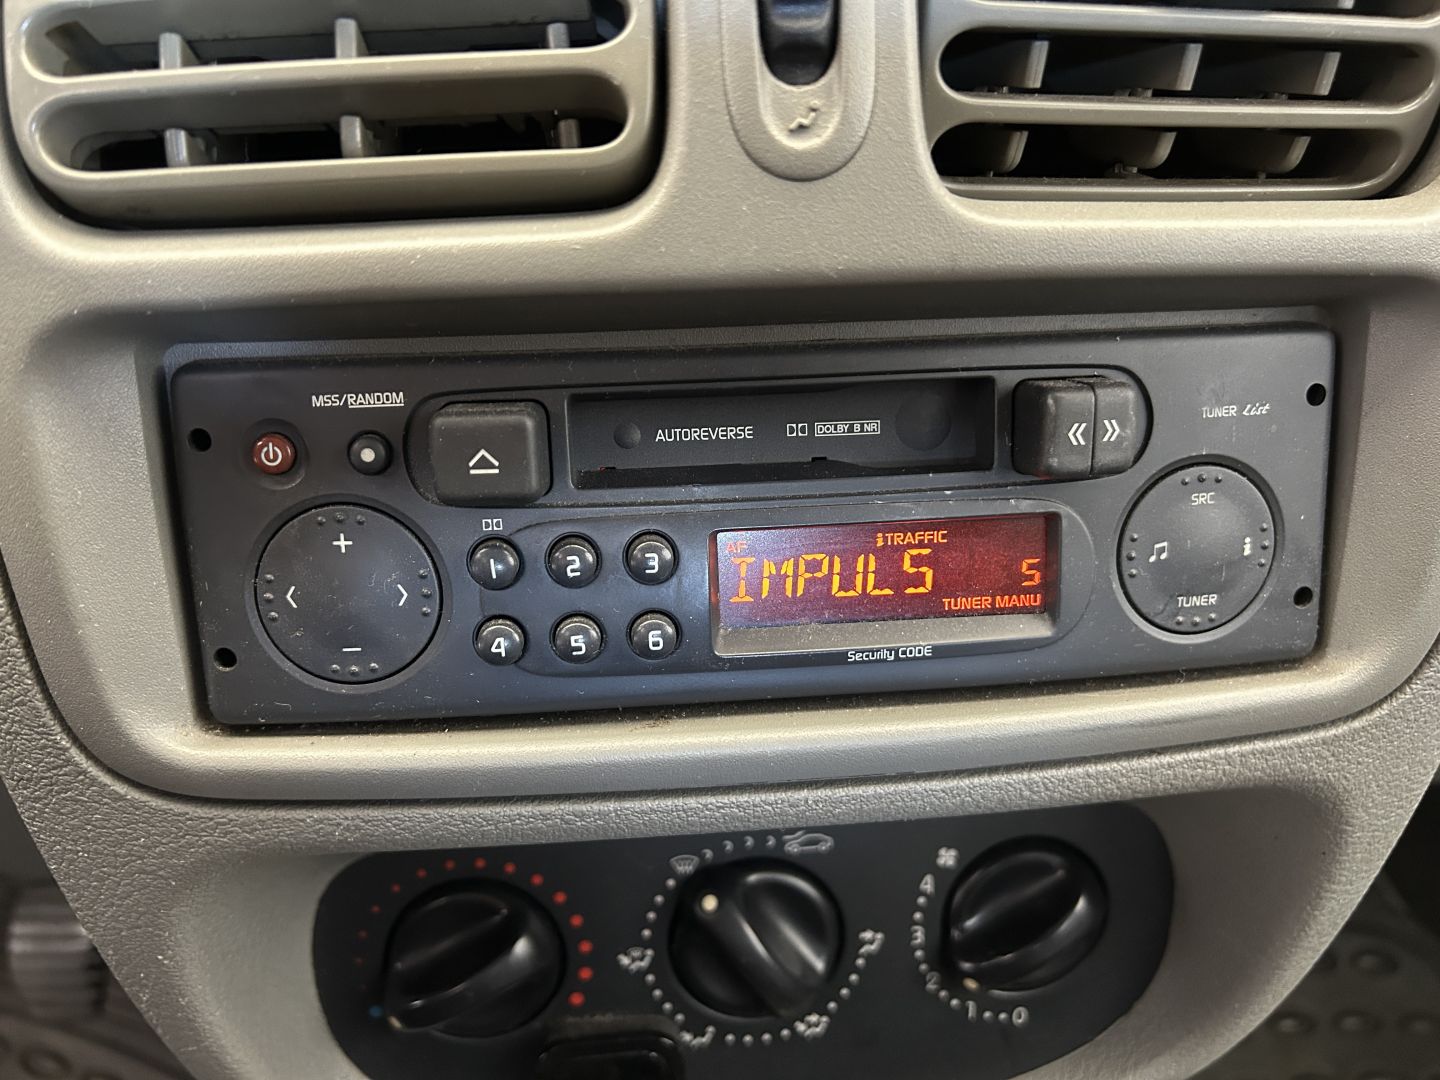 MSS/RANDOM
AUTOREVERSE DOLBY B NR
TUNER List
SRC
1 2 3
AF i TRAFFIC
IMPULS 5
TUNER MANU
i
TUNER
4 5 6
Security CODE
4
3
2
1
0